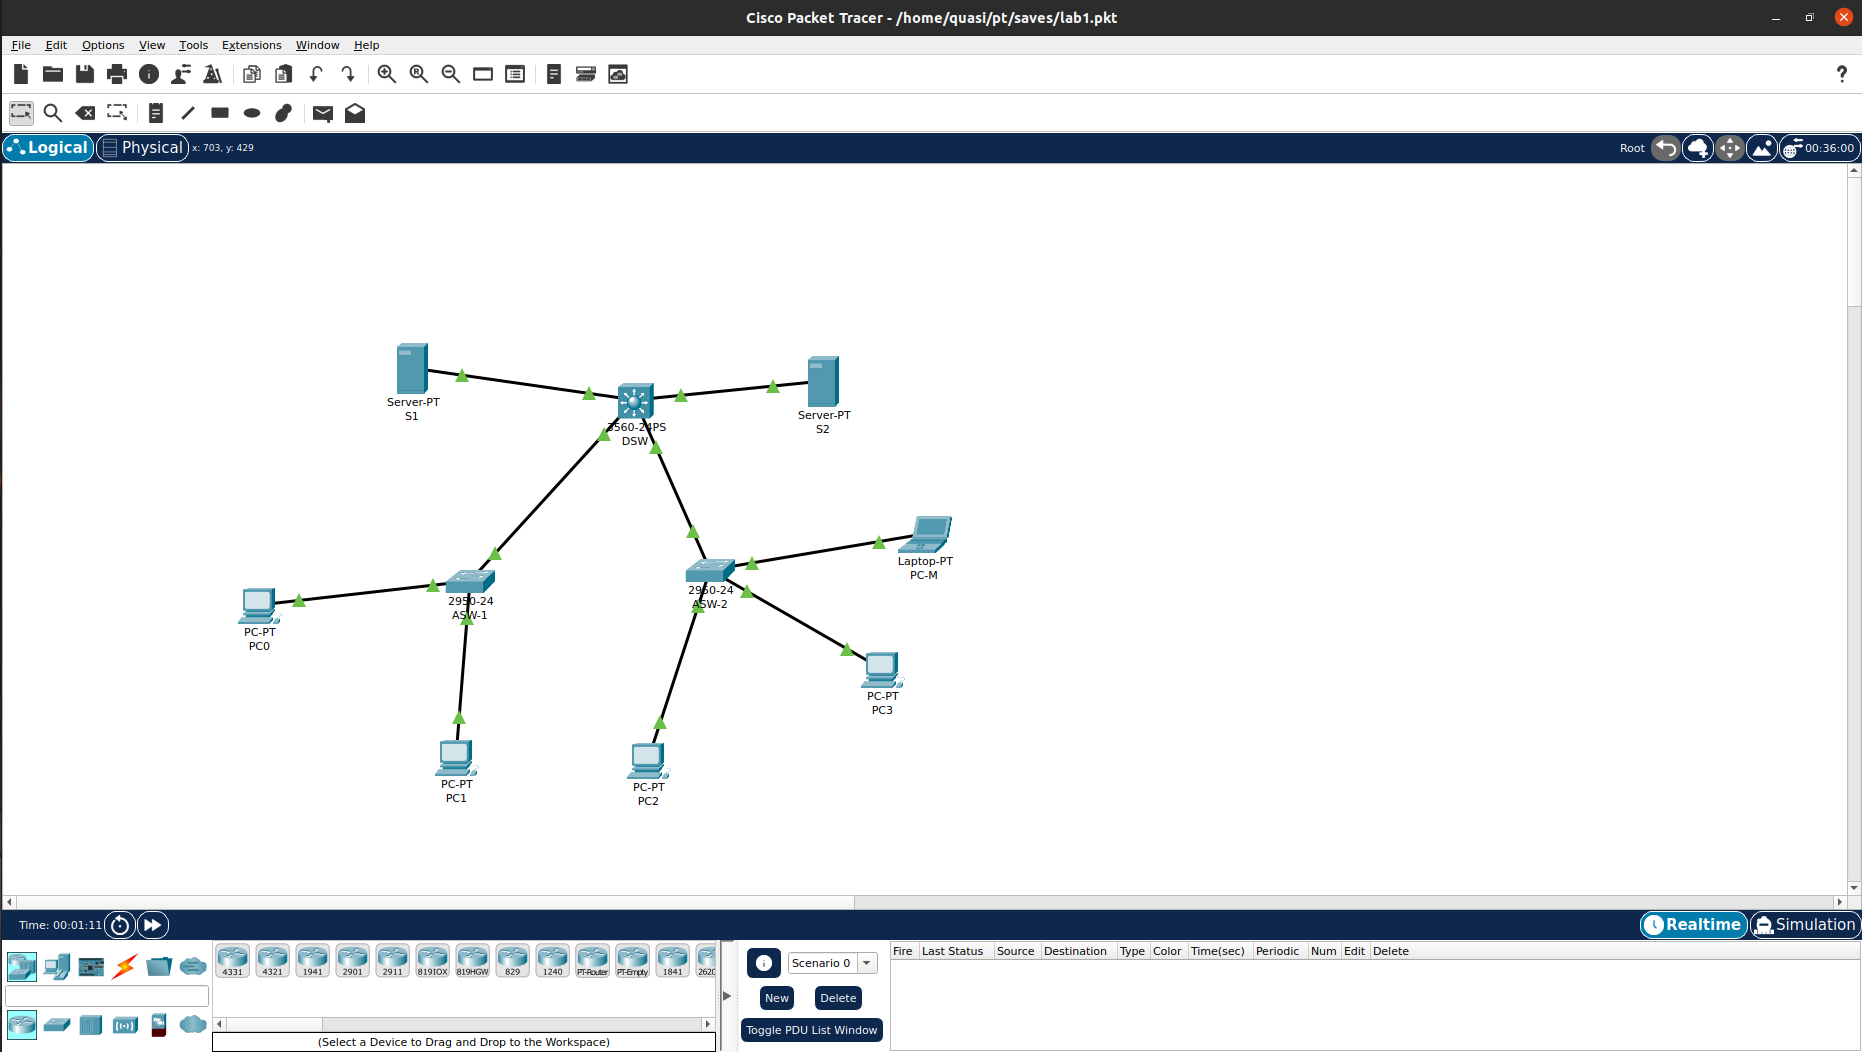 Cisco Packet Tracer - /home/quasi/pt/saves/lab1.pkt
File Edit Options View Tools Extensions Window Help
?
Logical Physical x: 703, y: 429 Root 00:36:00
Server-PT
S1
Server-PT
S2
3560-24PS
DSW
Laptop-PT
PC-M
2950-24
ASW-1
2950-24
ASW-2
PC-PT
PC0
PC-PT
PC3
PC-PT
PC1
PC-PT
PC2
Time: 00:01:11 Realtime Simulation
4331 4321 1941 2901 2911 819IOX 819HGW 829 1240 PT-Router PT-Empty 1841 2620
(Select a Device to Drag and Drop to the Workspace)
Scenario 0
New Delete
Toggle PDU List Window
Fire Last Status Source Destination Type Color Time(sec) Periodic Num Edit Delete